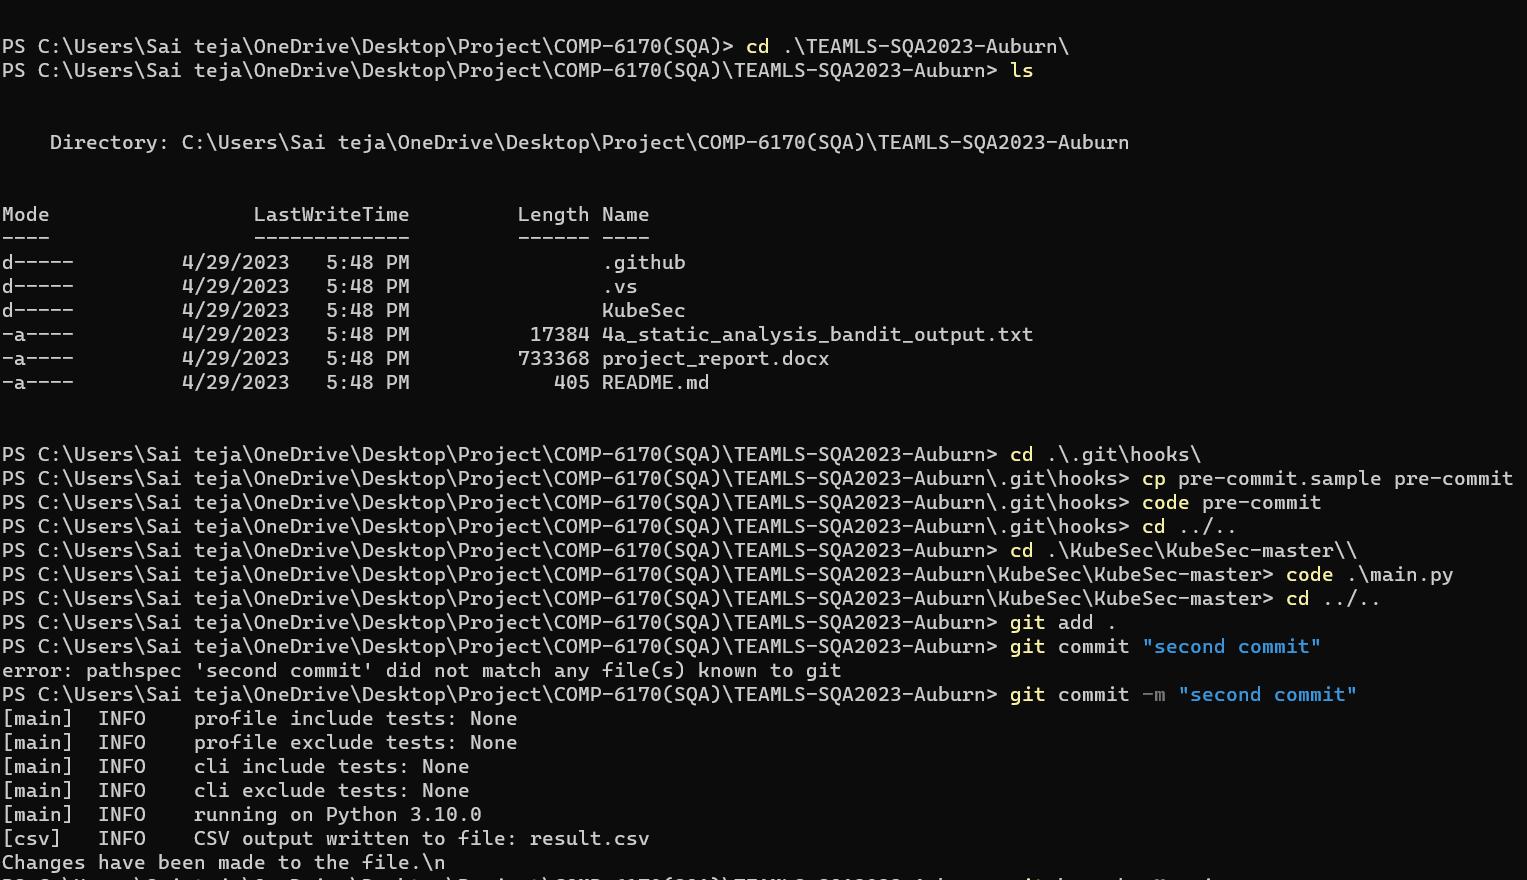 PS C:\Users\Sai teja\OneDrive\Desktop\Project\COMP-6170(SQA)> cd .\TEAMLS-SQA2023-Auburn\
PS C:\Users\Sai teja\OneDrive\Desktop\Project\COMP-6170(SQA)\TEAMLS-SQA2023-Auburn> ls
Directory: C:\Users\Sai teja\OneDrive\Desktop\Project\COMP-6170(SQA)\TEAMLS-SQA2023-Auburn
Mode                 LastWriteTime         Length Name
----                 -------------         ------ ----
d-----         4/29/2023   5:48 PM                .github
d-----         4/29/2023   5:48 PM                .vs
d-----         4/29/2023   5:48 PM                KubeSec
-a----         4/29/2023   5:48 PM          17384 4a_static_analysis_bandit_output.txt
-a----         4/29/2023   5:48 PM         733368 project_report.docx
-a----         4/29/2023   5:48 PM            405 README.md
PS C:\Users\Sai teja\OneDrive\Desktop\Project\COMP-6170(SQA)\TEAMLS-SQA2023-Auburn> cd .\.git\hooks\
PS C:\Users\Sai teja\OneDrive\Desktop\Project\COMP-6170(SQA)\TEAMLS-SQA2023-Auburn\.git\hooks> cp pre-commit.sample pre-commit
PS C:\Users\Sai teja\OneDrive\Desktop\Project\COMP-6170(SQA)\TEAMLS-SQA2023-Auburn\.git\hooks> code pre-commit
PS C:\Users\Sai teja\OneDrive\Desktop\Project\COMP-6170(SQA)\TEAMLS-SQA2023-Auburn\.git\hooks> cd ../..
PS C:\Users\Sai teja\OneDrive\Desktop\Project\COMP-6170(SQA)\TEAMLS-SQA2023-Auburn> cd .\KubeSec\KubeSec-master\\
PS C:\Users\Sai teja\OneDrive\Desktop\Project\COMP-6170(SQA)\TEAMLS-SQA2023-Auburn\KubeSec\KubeSec-master> code .\main.py
PS C:\Users\Sai teja\OneDrive\Desktop\Project\COMP-6170(SQA)\TEAMLS-SQA2023-Auburn\KubeSec\KubeSec-master> cd ../..
PS C:\Users\Sai teja\OneDrive\Desktop\Project\COMP-6170(SQA)\TEAMLS-SQA2023-Auburn> git add .
PS C:\Users\Sai teja\OneDrive\Desktop\Project\COMP-6170(SQA)\TEAMLS-SQA2023-Auburn> git commit "second commit"
error: pathspec 'second commit' did not match any file(s) known to git
PS C:\Users\Sai teja\OneDrive\Desktop\Project\COMP-6170(SQA)\TEAMLS-SQA2023-Auburn> git commit -m "second commit"
[main]  INFO    profile include tests: None
[main]  INFO    profile exclude tests: None
[main]  INFO    cli include tests: None
[main]  INFO    cli exclude tests: None
[main]  INFO    running on Python 3.10.0
[csv]   INFO    CSV output written to file: result.csv
Changes have been made to the file.\n